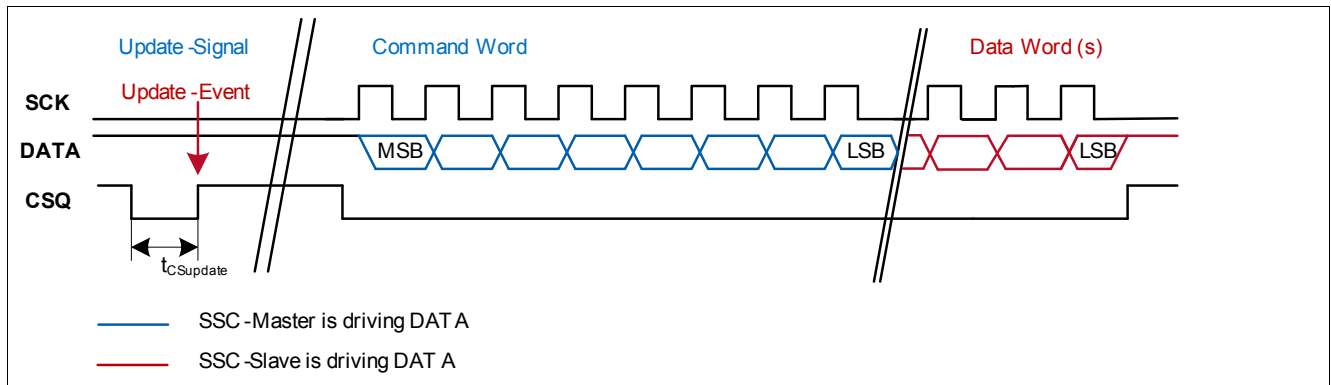 Update -Signal
Command Word
Data Word (s)
Update -Event
SCK
DATA
MSB
LSB
LSB
CSQ
tCSupdate
SSC -Master is driving DAT A
SSC -Slave is driving DAT A